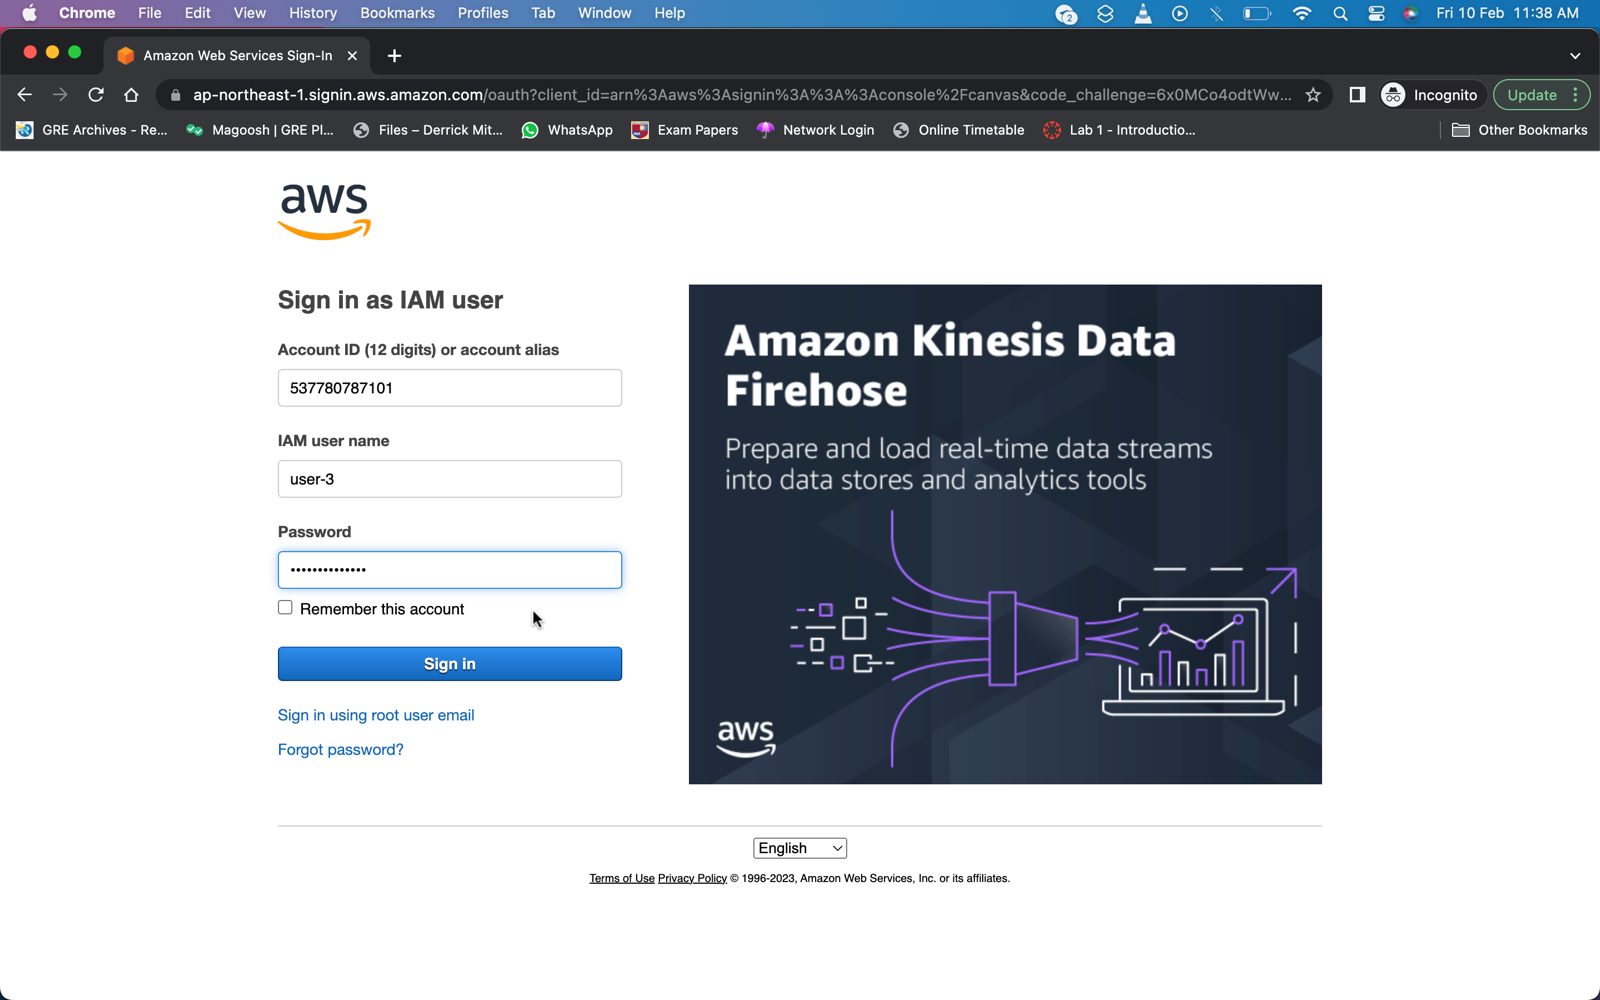 Chrome File Edit View History Bookmarks Profiles Tab Window Help 2 Fri 10 Feb 11:38 AM
Amazon Web Services Sign-In
ap-northeast-1.signin.aws.amazon.com/oauth?client_id=arn%3Aaws%3Asignin%3A%3A%3Aconsole%2Fcanvas&code_challenge=6x0MCo4odtWw... Incognito Update
GRE Archives - Re... Magoosh | GRE Pl... Files – Derrick Mit... WhatsApp Exam Papers Network Login Online Timetable Lab 1 - Introductio... Other Bookmarks
aws
Sign in as IAM user
Account ID (12 digits) or account alias
537780787101
IAM user name
user-3
Password
••••••••••••••
Remember this account
Sign in
Sign in using root user email
Forgot password?
Amazon Kinesis Data
Firehose
Prepare and load real-time data streams
into data stores and analytics tools
aws
English
Terms of Use Privacy Policy © 1996-2023, Amazon Web Services, Inc. or its affiliates.